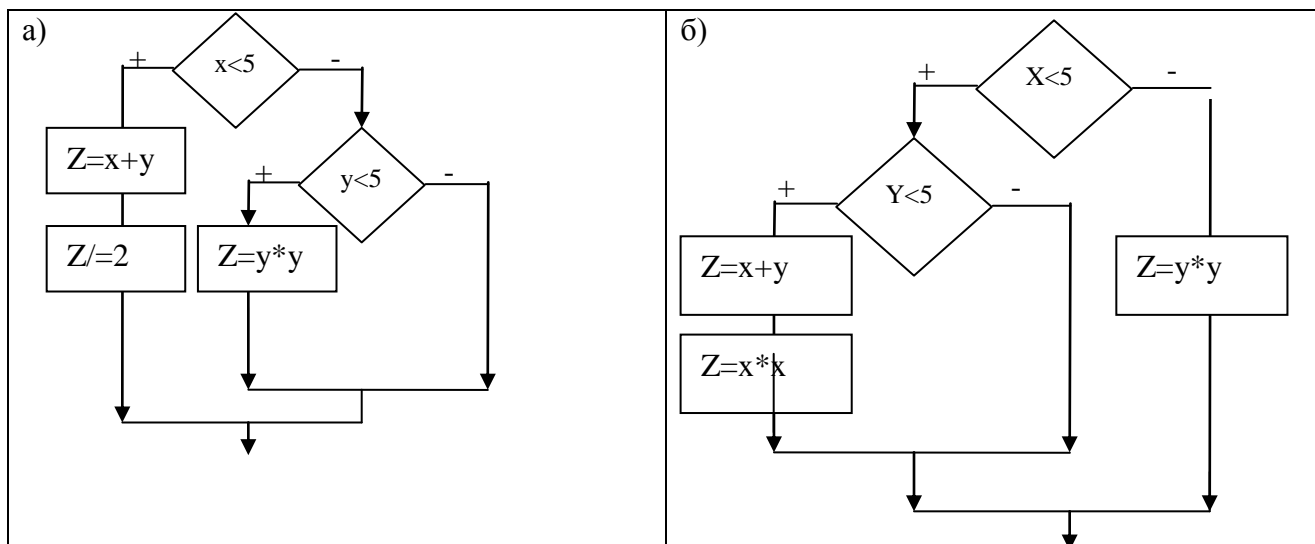 а)
x<5
+
-
Z=x+y
y<5
+
-
Z/=2
Z=y*y
б)
X<5
+
-
Y<5
+
-
Z=x+y
Z=y*y
Z=x*x